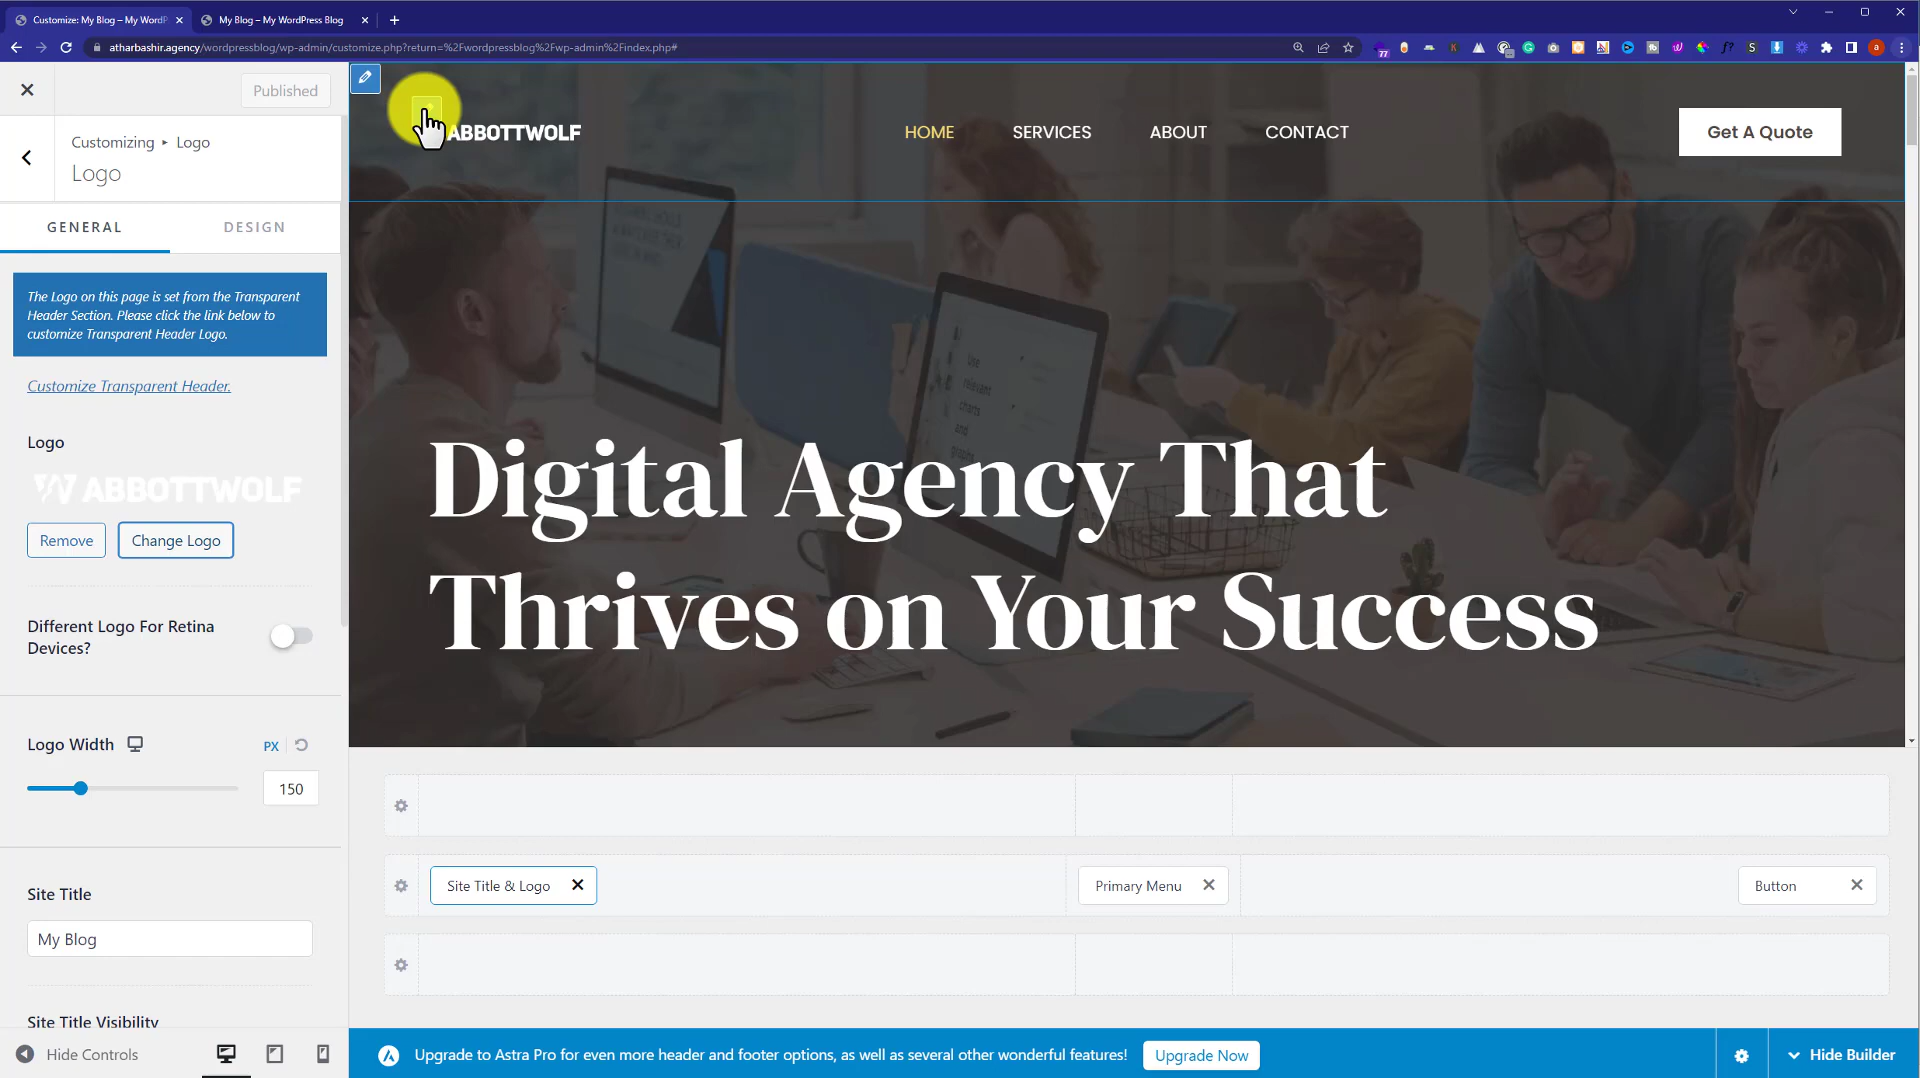 Customize: My Blog – My WordP
My Blog – My WordPress Blog
atharbashir.agency/wordpressblog/wp-admin/customize.php?return=%2Fwordpressblog%2Fwp-admin%2Findex.php#
77
Published
Customizing ▸ Logo
Logo
GENERAL
DESIGN
The Logo on this page is set from the Transparent
Header Section. Please click the link below to
customize Transparent Header Logo.
Customize Transparent Header.
Logo
ABBOTTWOLF
Remove
Change Logo
Different Logo For Retina
Devices?
Logo Width
PX
150
Site Title
My Blog
Site Title Visibility
Hide Controls
ABBOTTWOLF
HOME
SERVICES
ABOUT
CONTACT
Get A Quote
use
relevant
charts
and
graphs
Digital Agency That
Thrives on Your Success
Site Title & Logo
Primary Menu
Button
Upgrade to Astra Pro for even more header and footer options, as well as several other wonderful features!
Upgrade Now
Hide Builder